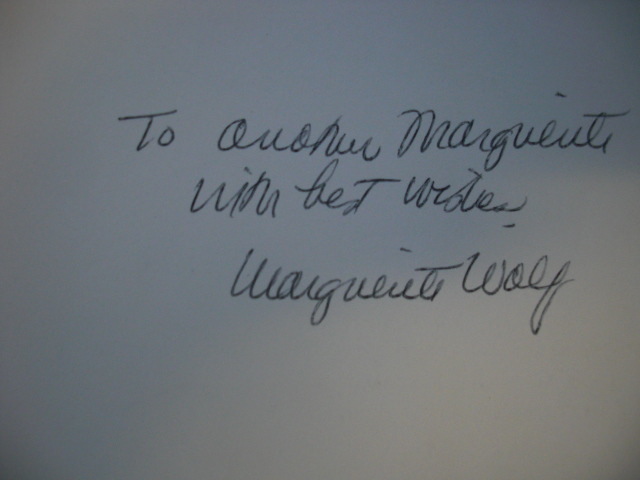 To another Marguerite
with best wishes
Marguerite Wolf